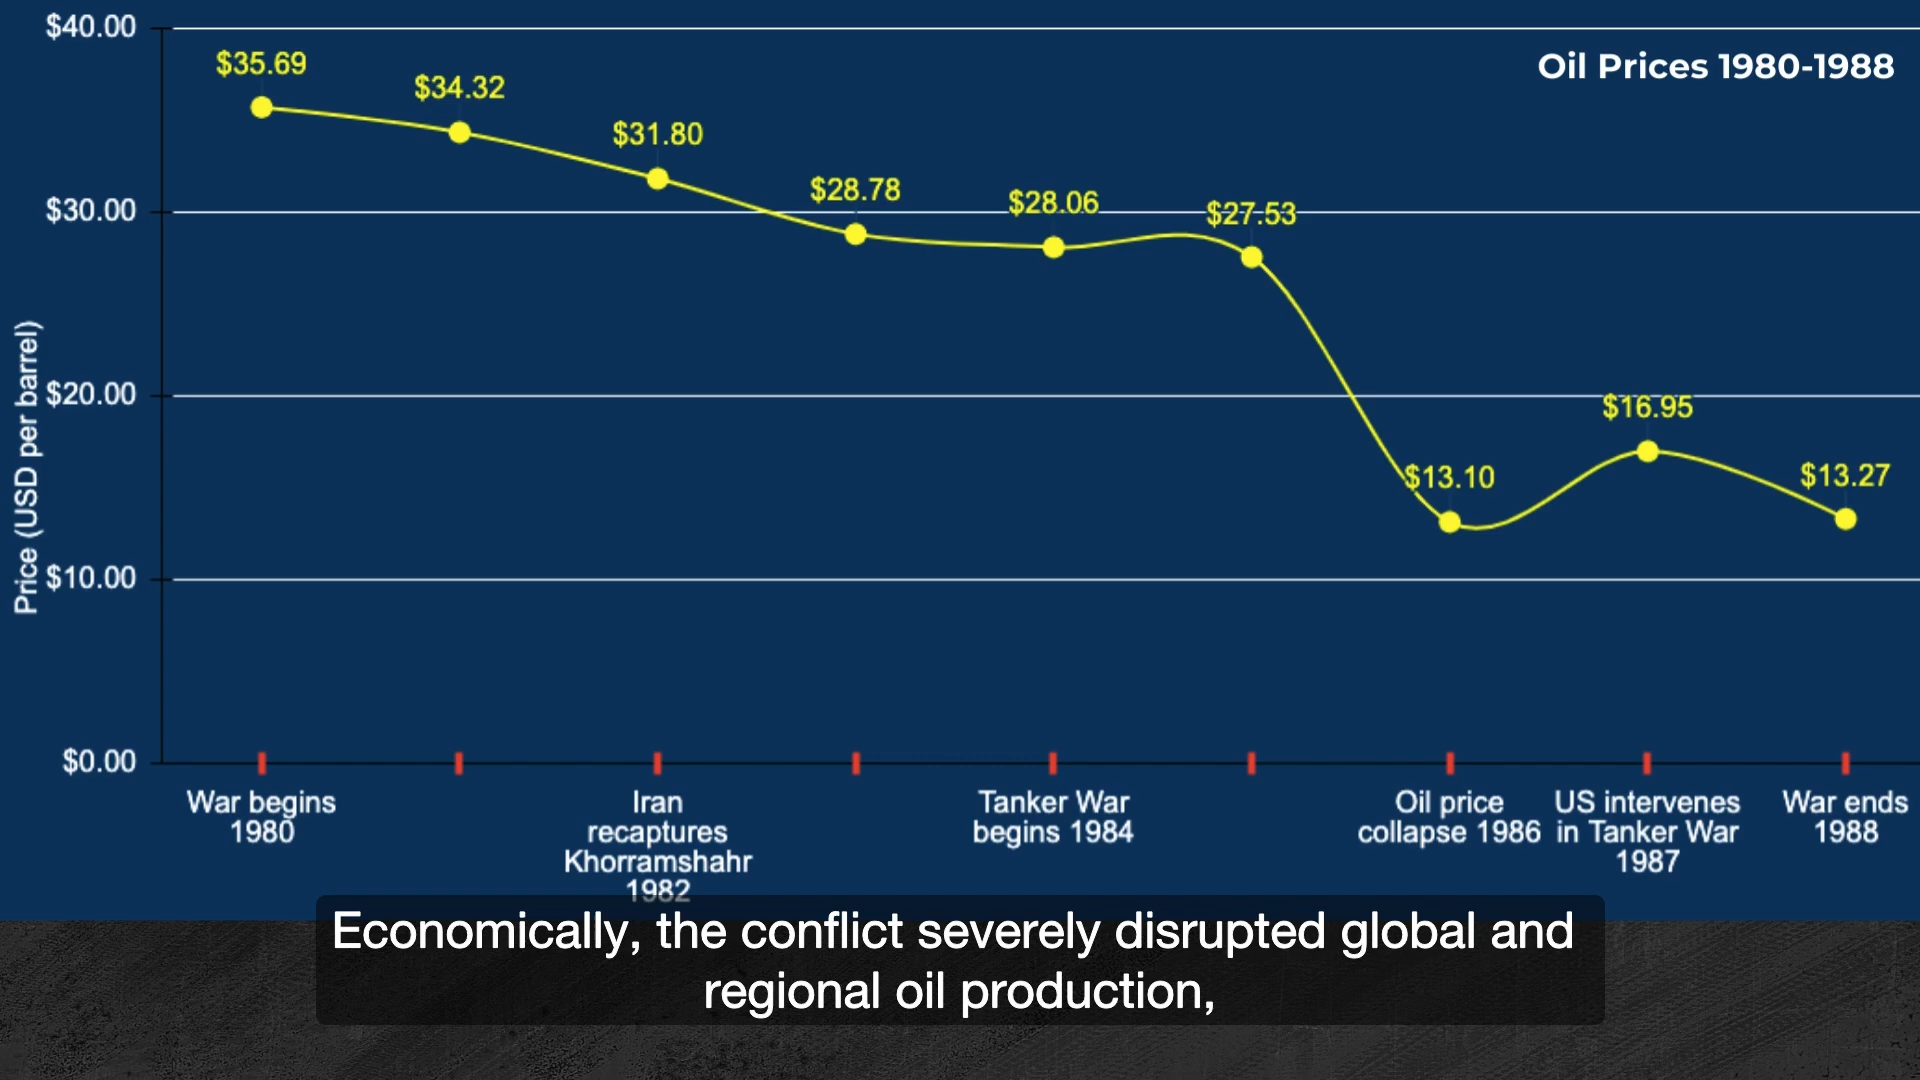 $40.00
Oil Prices 1980-1988
$35.69
$34.32
$31.80
$28.78
$28.06
$27.53
$30.00
$20.00
$16.95
$13.10
$13.27
$10.00
$0.00
Price (USD per barrel)
War begins
1980
Iran
recaptures
Khorramshahr
1982
Tanker War
begins 1984
Oil price
collapse 1986
US intervenes
in Tanker War
1987
War ends
1988
Economically, the conflict severely disrupted global and
regional oil production,